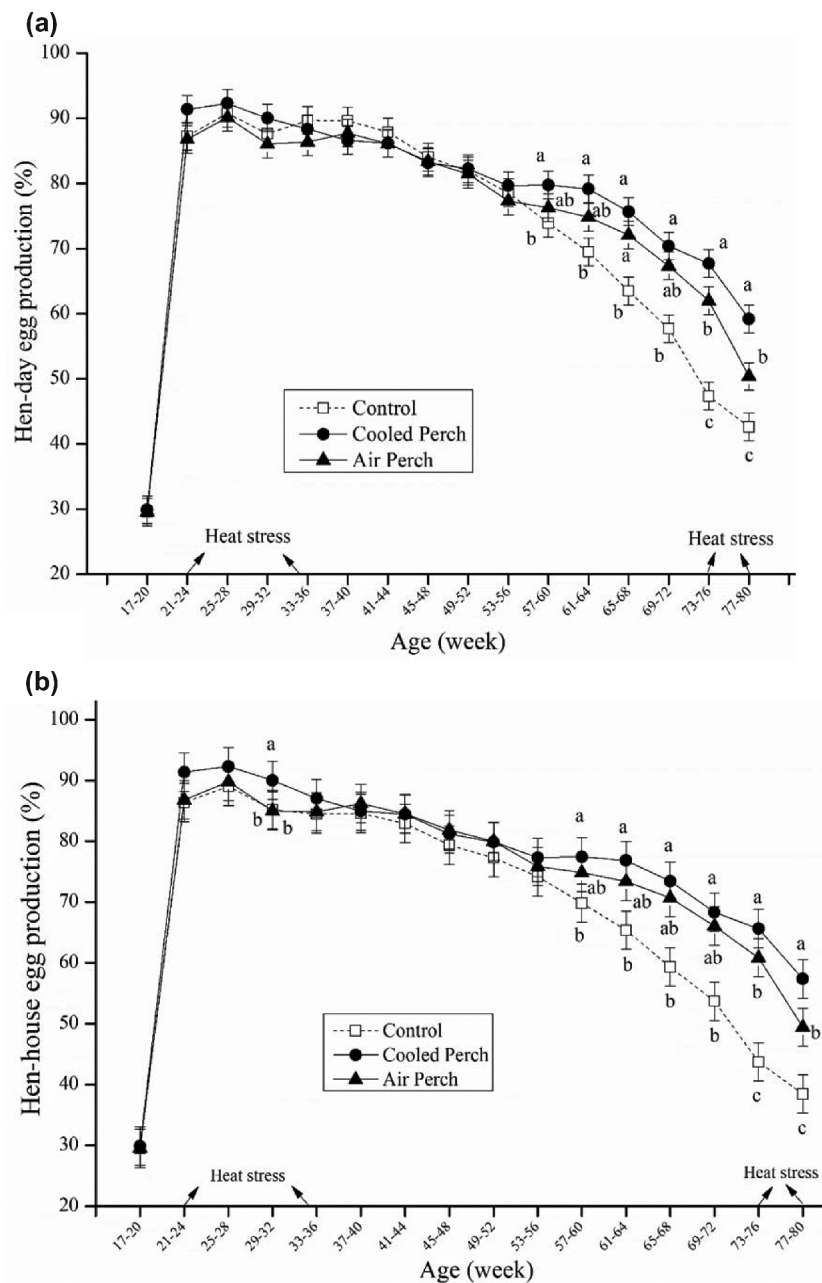 (a)
100
90
80
70
60
50
40
30
20
Hen-day egg production (%)
a a a a a a
ab ab a ab b b
b b b b c c
Control
Cooled Perch
Air Perch
Heat stress
Heat stress
17-20 21-24 25-28 29-32 33-36 37-40 41-44 45-48 49-52 53-56 57-60 61-64 65-68 69-72 73-76 77-80
Age (week)
(b)
100
90
80
70
60
50
40
30
20
Hen-house egg production (%)
a a a a a a a
b b ab ab ab ab b b
b b b b c c
Control
Cooled Perch
Air Perch
Heat stress
Heat stress
17-20 21-24 25-28 29-32 33-36 37-40 41-44 45-48 49-52 53-56 57-60 61-64 65-68 69-72 73-76 77-80
Age (week)